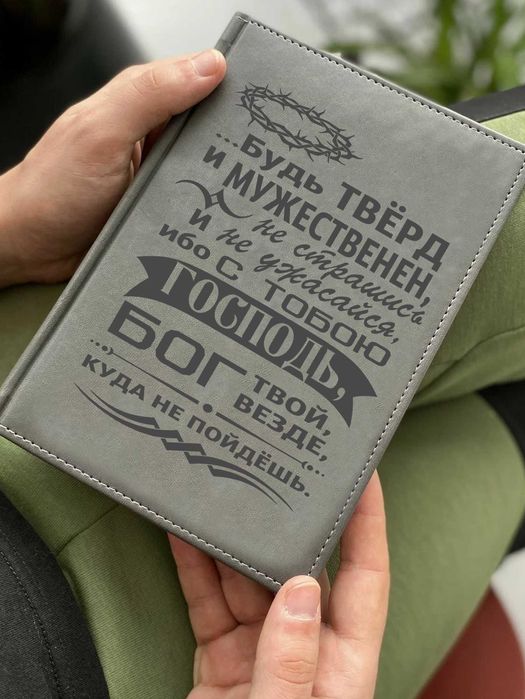 ...Будь ТВЁРД
и МУЖЕСТВЕНЕН,
не страшись
и не ужасайся,
ибо С ТОБОЮ
ГОСПОДЬ,
БОГ ТВОЙ,
ВЕЗДЕ,
КУДА НЕ ПОЙДЁШЬ.